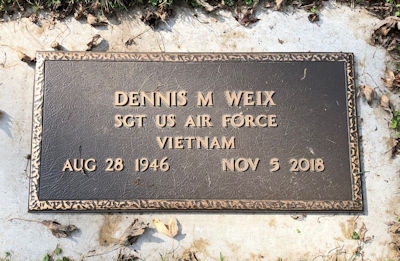 DENNIS M WEIX
SGT US AIR FORCE
VIETNAM
AUG 28 1946 NOV 5 2018